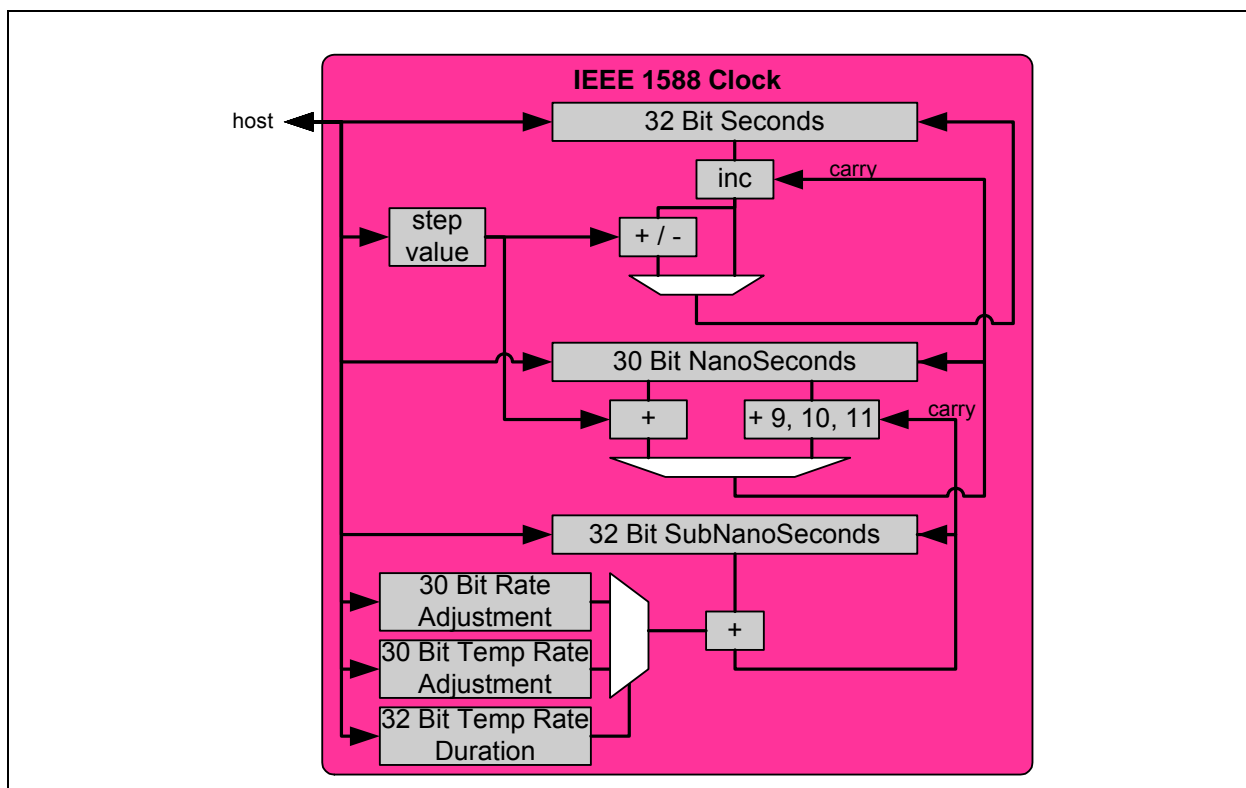 IEEE 1588 Clock
host
32 Bit Seconds
inc
carry
step
value
+ / -
30 Bit NanoSeconds
+
+ 9, 10, 11
carry
32 Bit SubNanoSeconds
30 Bit Rate
Adjustment
+
30 Bit Temp Rate
Adjustment
32 Bit Temp Rate
Duration